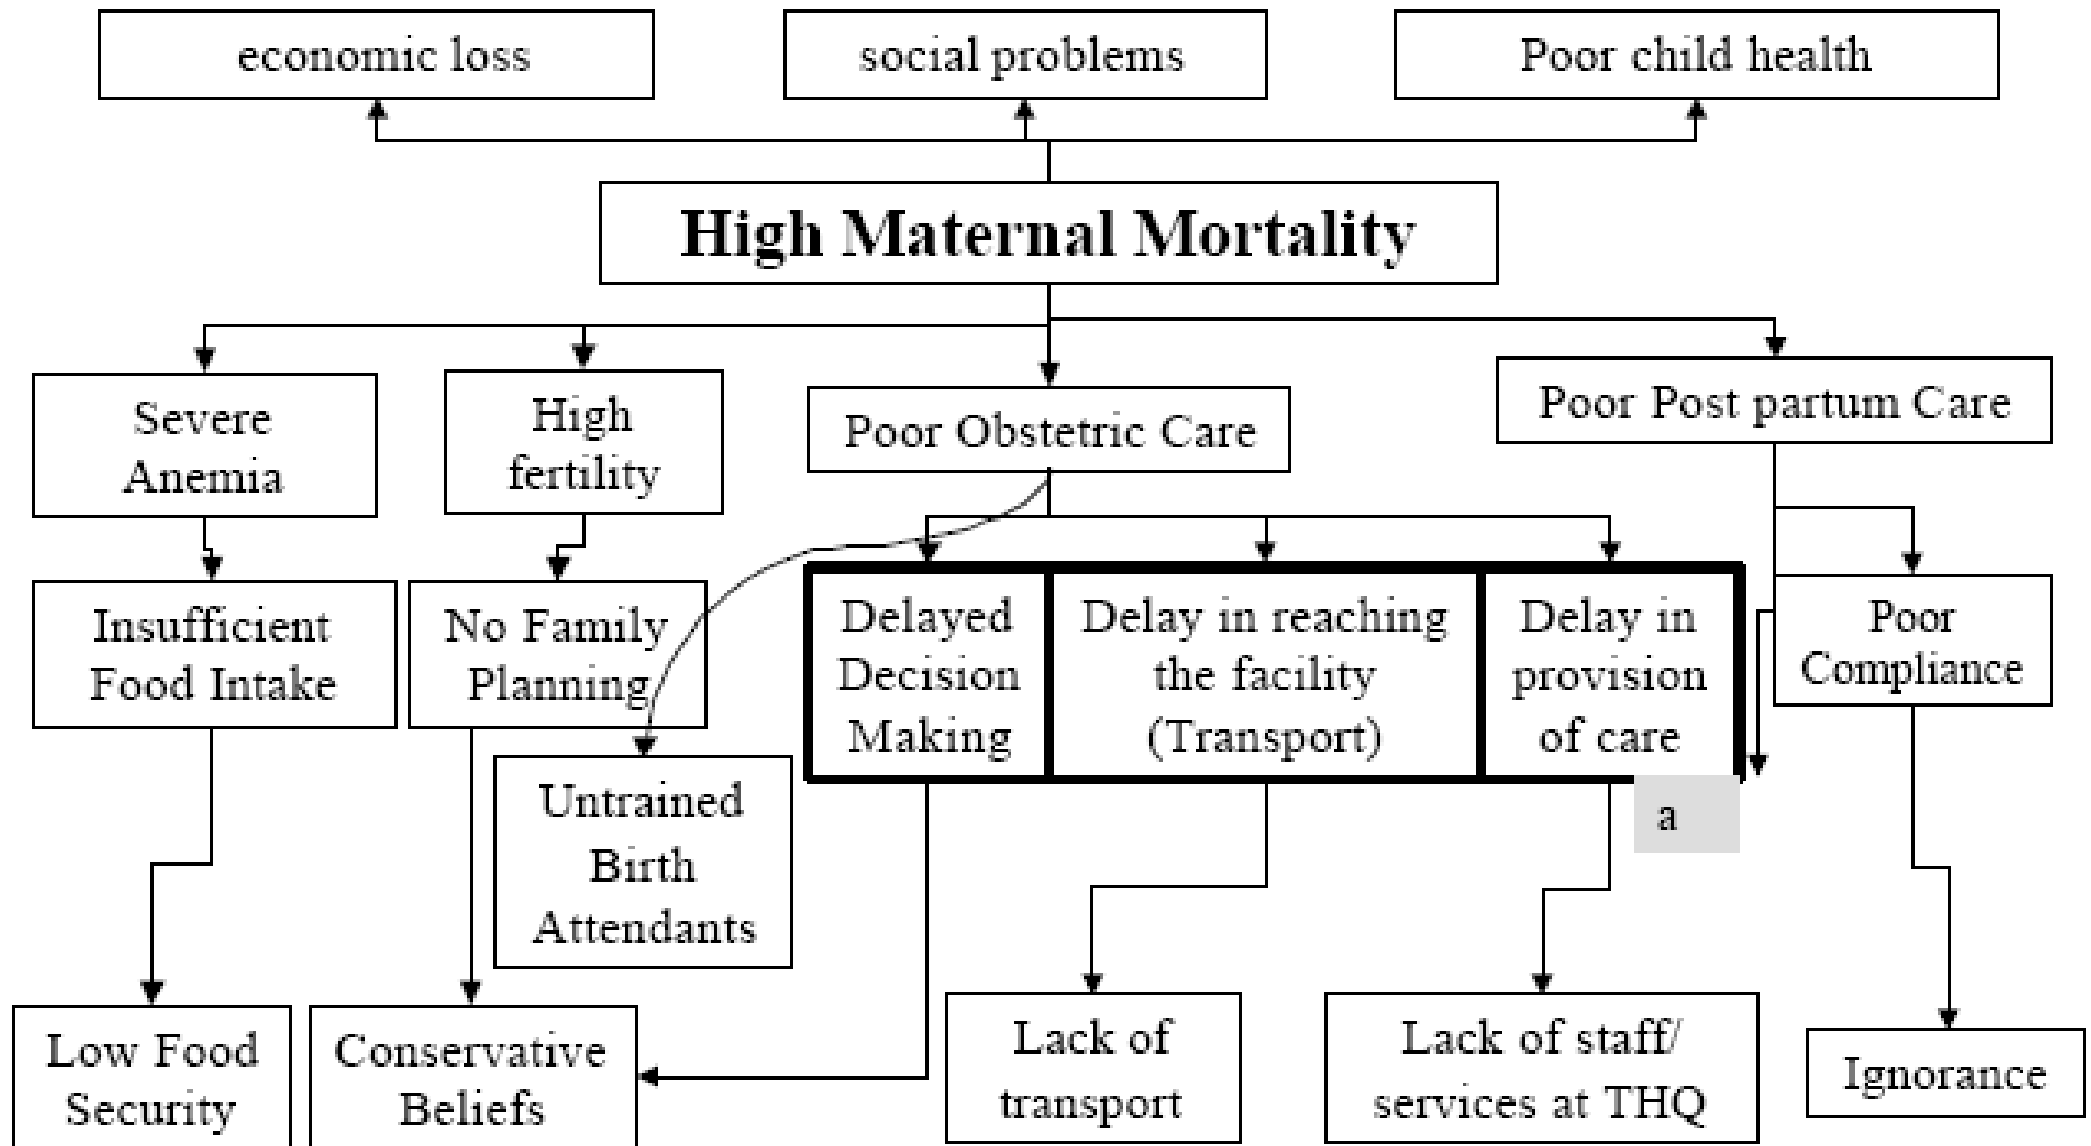 economic loss
social problems
Poor child health
High Maternal Mortality
Severe
Anemia
High
fertility
Poor Obstetric Care
Poor Post partum Care
Insufficient
Food Intake
No Family
Planning
Delayed
Decision
Making
Delay in reaching
the facility
(Transport)
Delay in
provision
of care
Poor
Compliance
Untrained
Birth
Attendants
a
Low Food
Security
Conservative
Beliefs
Lack of
transport
Lack of staff/
services at THQ
Ignorance